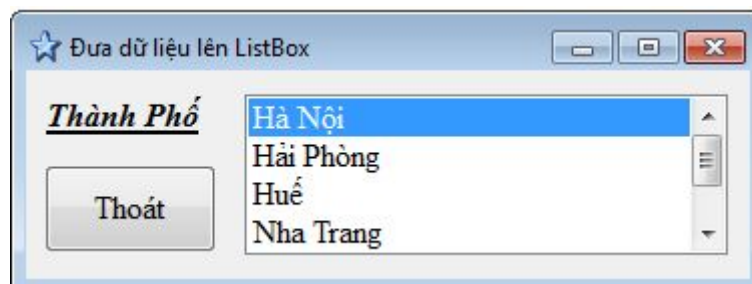 Đưa dữ liệu lên ListBox
Thành Phố
Hà Nội
Hải Phòng
Huế
Nha Trang
Thoát